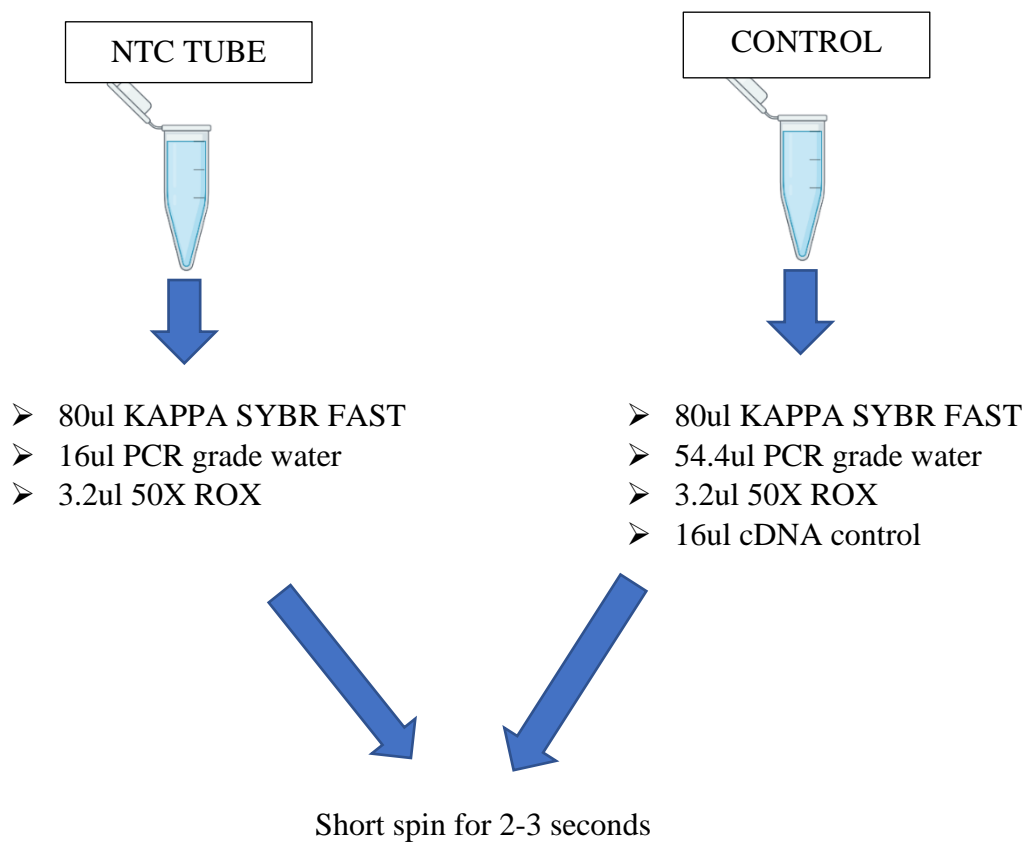 NTC TUBE
CONTROL
➢ 80ul KAPPA SYBR FAST
➢ 16ul PCR grade water
➢ 3.2ul 50X ROX
➢ 80ul KAPPA SYBR FAST
➢ 54.4ul PCR grade water
➢ 3.2ul 50X ROX
➢ 16ul cDNA control
Short spin for 2-3 seconds